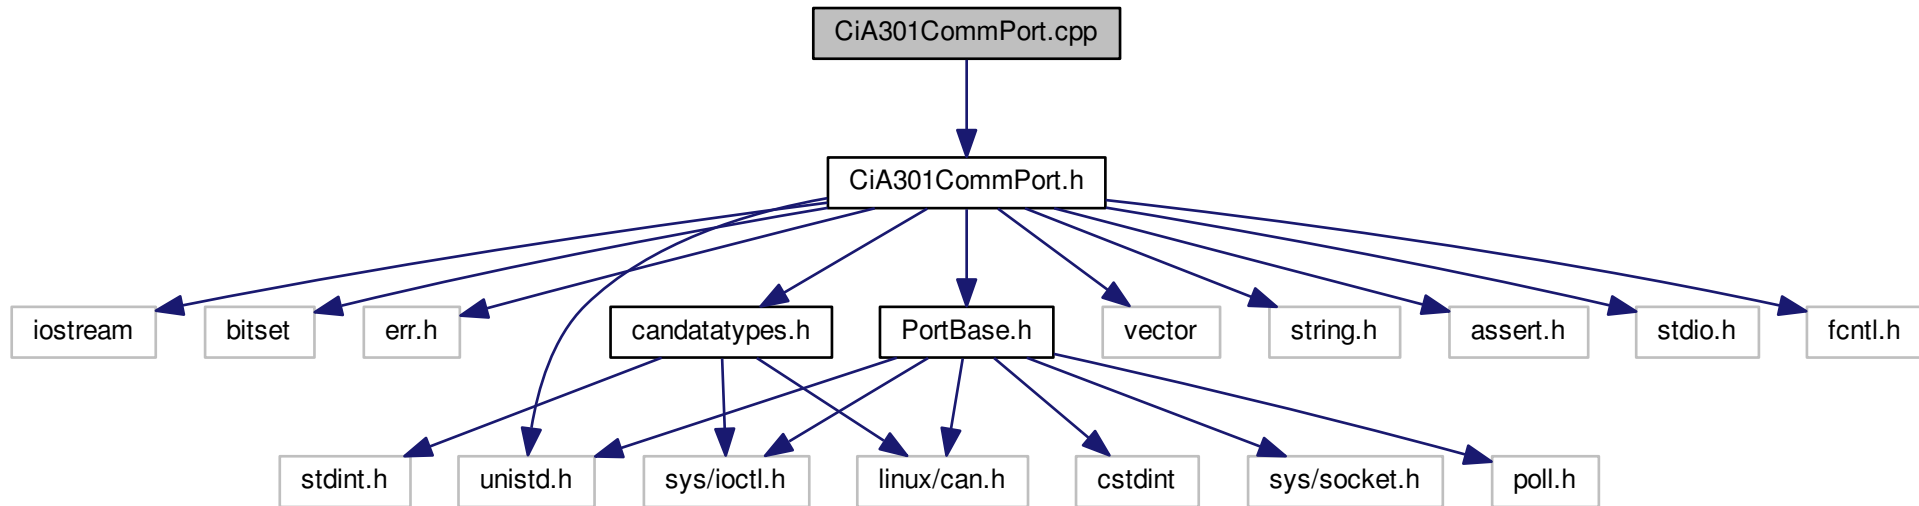 CiA301CommPort.cpp
CiA301CommPort.h
iostream
bitset
err.h
candatatypes.h
PortBase.h
vector
string.h
assert.h
stdio.h
fcntl.h
stdint.h
unistd.h
sys/ioctl.h
linux/can.h
cstdint
sys/socket.h
poll.h